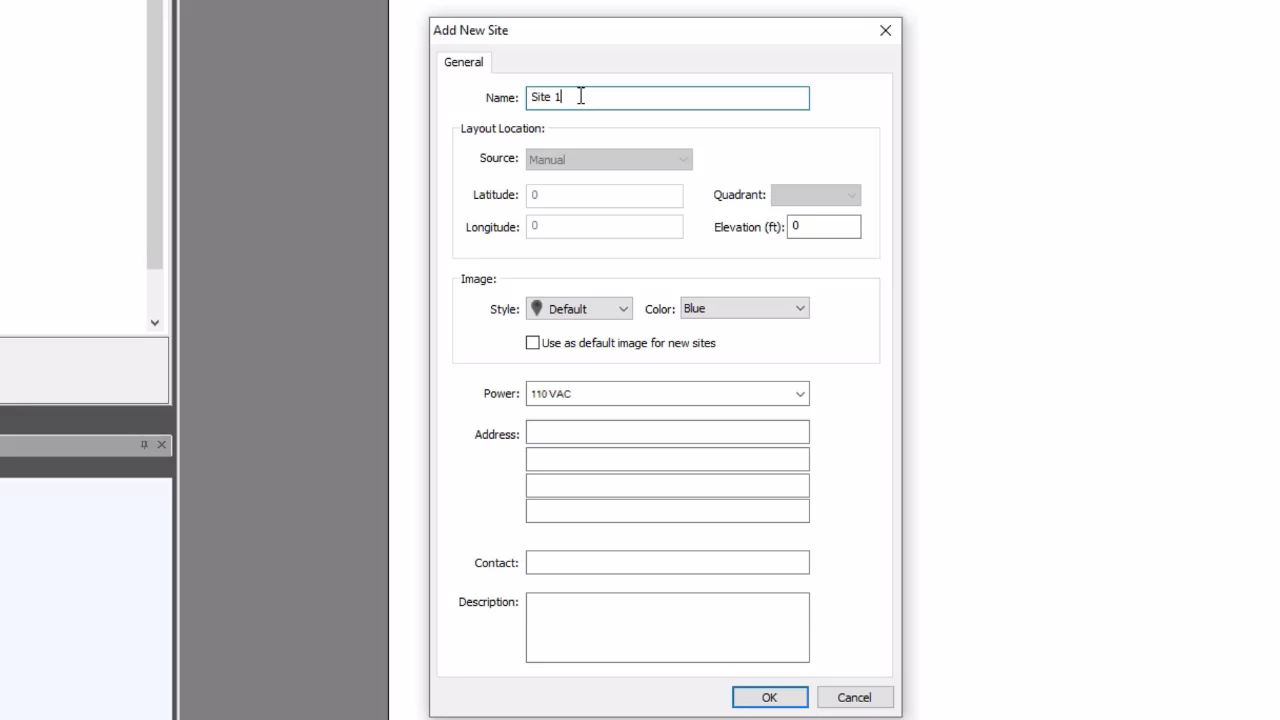 Add New Site
General
Name: Site 1
Layout Location:
Source: Manual
Latitude: 0 Quadrant:
Longitude: 0 Elevation (ft): 0
Image:
Style: Default Color: Blue
Use as default image for new sites
Power: 110 VAC
Address:
Contact:
Description:
OK Cancel